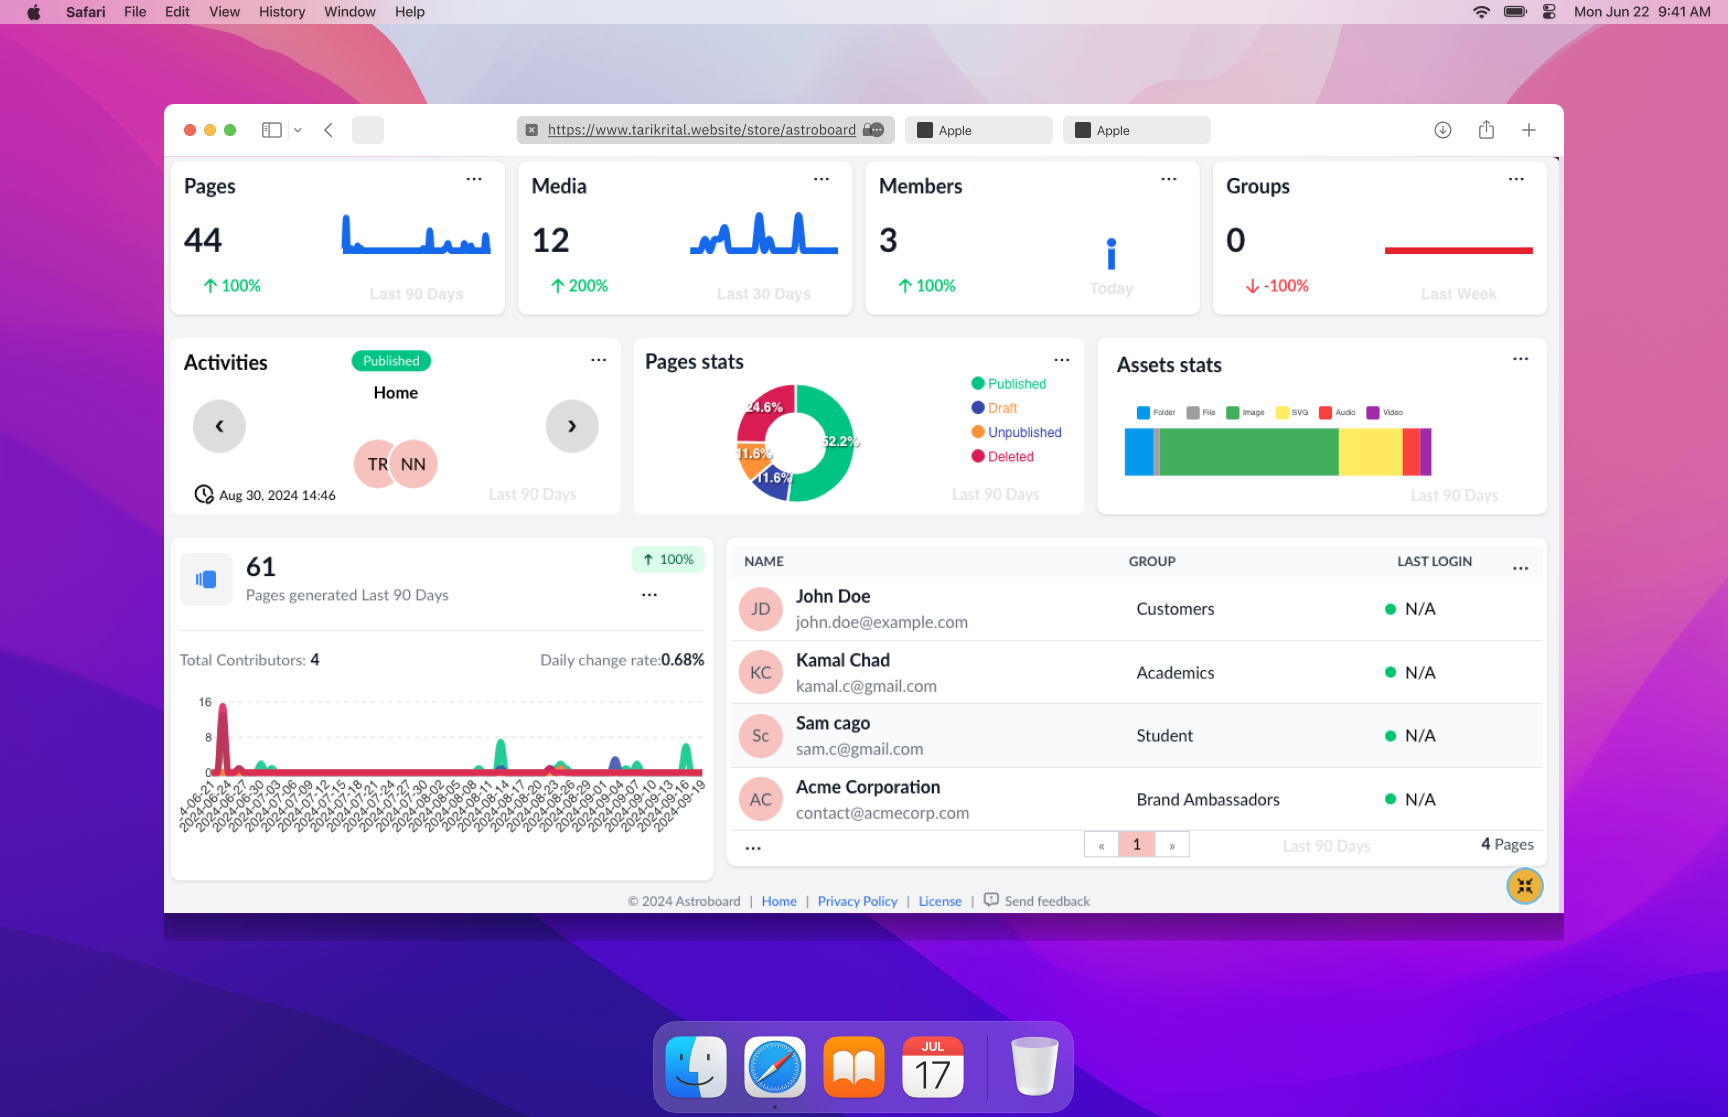 Safari File Edit View History Window Help
Mon Jun 22 9:41 AM
https://www.tarikrital.website/store/astroboard
Apple
Apple
Pages
44
100%
Last 90 Days
Media
12
200%
Last 30 Days
Members
3
100%
Today
Groups
0
-100%
Last Week
Activities
Published
Home
TR
NN
Aug 30, 2024 14:46
Last 90 Days
Pages stats
24.6%
52.2%
11.6%
11.6%
Published
Draft
Unpublished
Deleted
Last 90 Days
Assets stats
Folder File Image SVG Audio Video
Last 90 Days
61
100%
Pages generated Last 90 Days
Total Contributors: 4
Daily change rate:0.68%
16
8
0
4-06-21
2024-06-24
2024-06-27
2024-06-30
2024-07-03
2024-07-06
2024-07-09
2024-07-12
2024-07-15
2024-07-18
2024-07-21
2024-07-24
2024-07-27
2024-07-30
2024-08-02
2024-08-05
2024-08-08
2024-08-11
2024-08-14
2024-08-17
2024-08-20
2024-08-23
2024-08-26
2024-08-29
2024-09-01
2024-09-04
2024-09-07
2024-09-10
2024-09-13
2024-09-16
2024-09-19
NAME GROUP LAST LOGIN
JD John Doe
john.doe@example.com
Customers
N/A
KC Kamal Chad
kamal.c@gmail.com
Academics
N/A
Sc Sam cago
sam.c@gmail.com
Student
N/A
AC Acme Corporation
contact@acmecorp.com
Brand Ambassadors
N/A
... « 1 » Last 90 Days 4 Pages
© 2024 Astroboard | Home | Privacy Policy | License | Send feedback
JUL
17